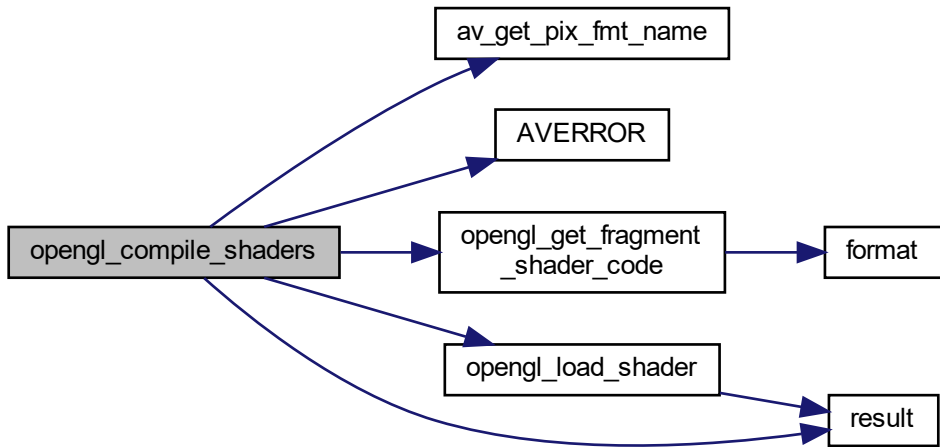 av_get_pix_fmt_name
AVERROR
opengl_compile_shaders
opengl_get_fragment
_shader_code
format
opengl_load_shader
result